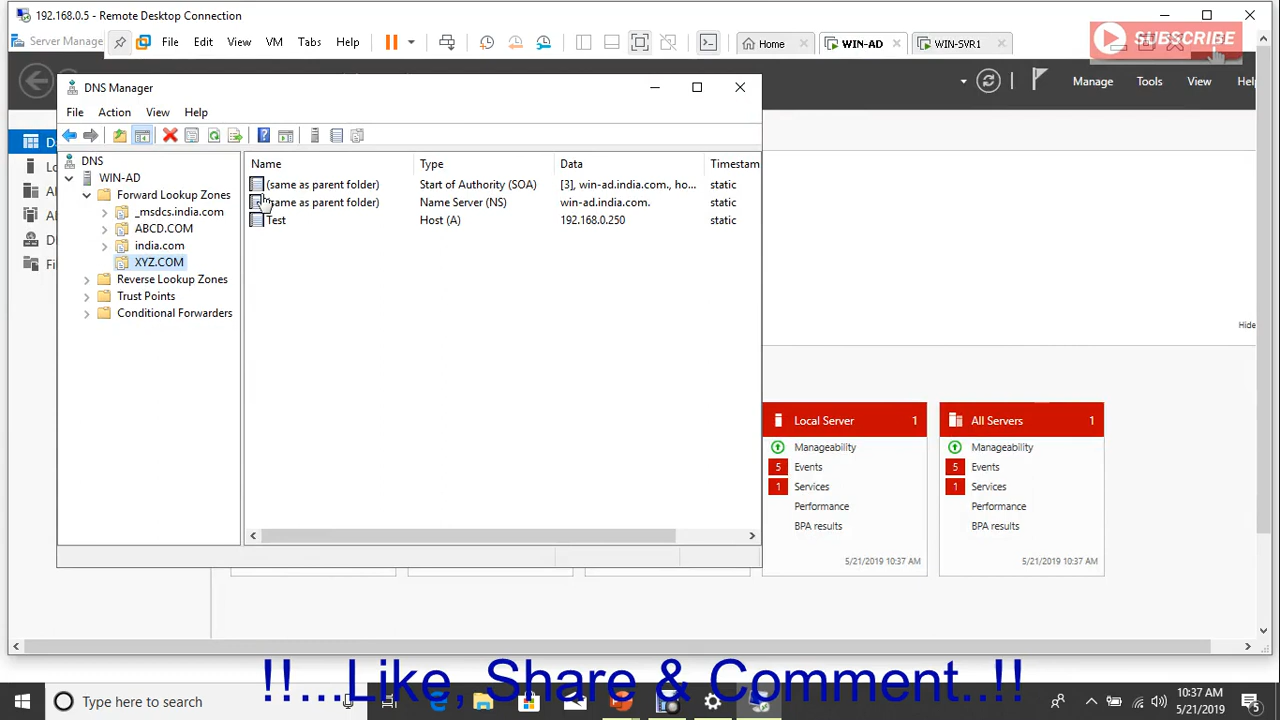 192.168.0.5 - Remote Desktop Connection
Server Manage
File Edit View VM Tabs Help
Home WIN-AD WIN-SVR1
SUBSCRIBE
Manage Tools View Help
DNS Manager
File Action View Help
DNS
WIN-AD
Forward Lookup Zones
_msdcs.india.com
ABCD.COM
india.com
XYZ.COM
Reverse Lookup Zones
Trust Points
Conditional Forwarders
Name Type Data Timestam
(same as parent folder) Start of Authority (SOA) [3], win-ad.india.com., ho... static
(same as parent folder) Name Server (NS) win-ad.india.com. static
Test Host (A) 192.168.0.250 static
Hide
Local Server 1
Manageability
5 Events
1 Services
Performance
BPA results
5/21/2019 10:37 AM
All Servers 1
Manageability
5 Events
1 Services
Performance
BPA results
5/21/2019 10:37 AM
!!...Like, Share & Comment..!!
Type here to search
10:37 AM
5/21/2019
5